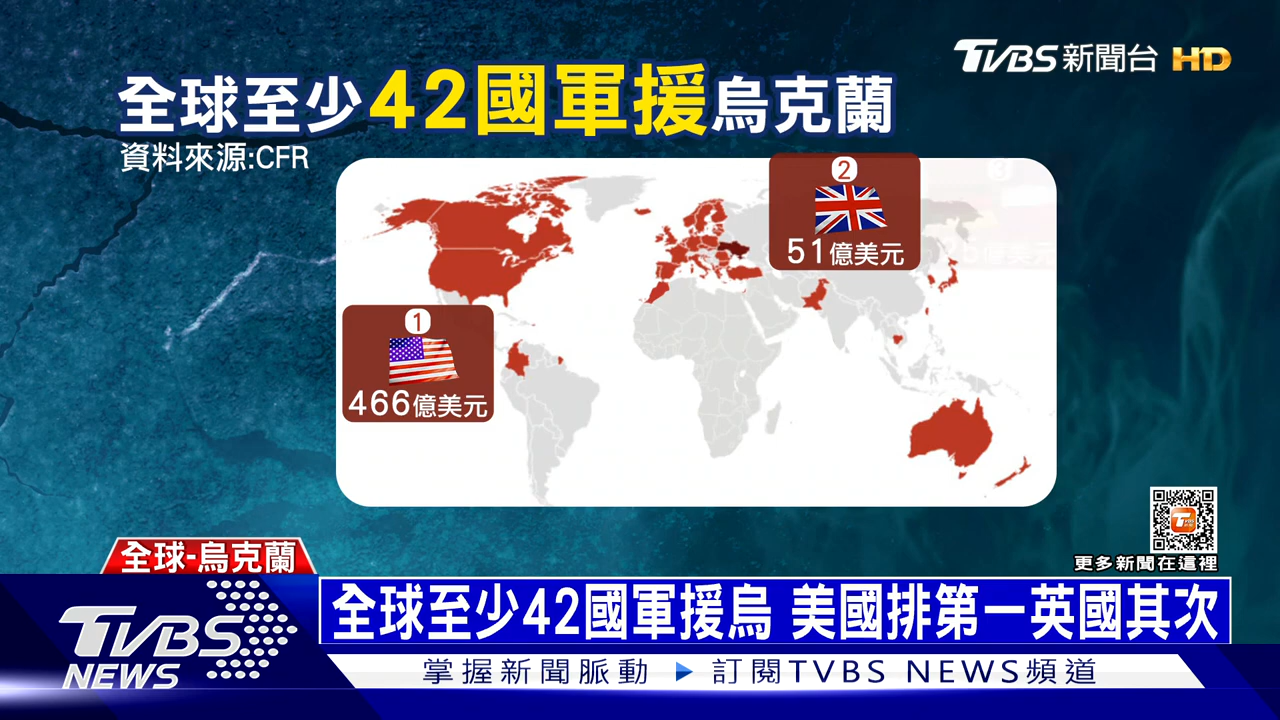 TVBS新聞台 HD
全球至少42國軍援烏克蘭
資料來源:CFR
2
51億美元
3
1
466億美元
更多新聞在這裡
全球-烏克蘭
全球至少42國軍援烏 美國排第一英國其次
TVBS NEWS
掌握新聞脈動 ▶ 訂閱TVBS NEWS頻道